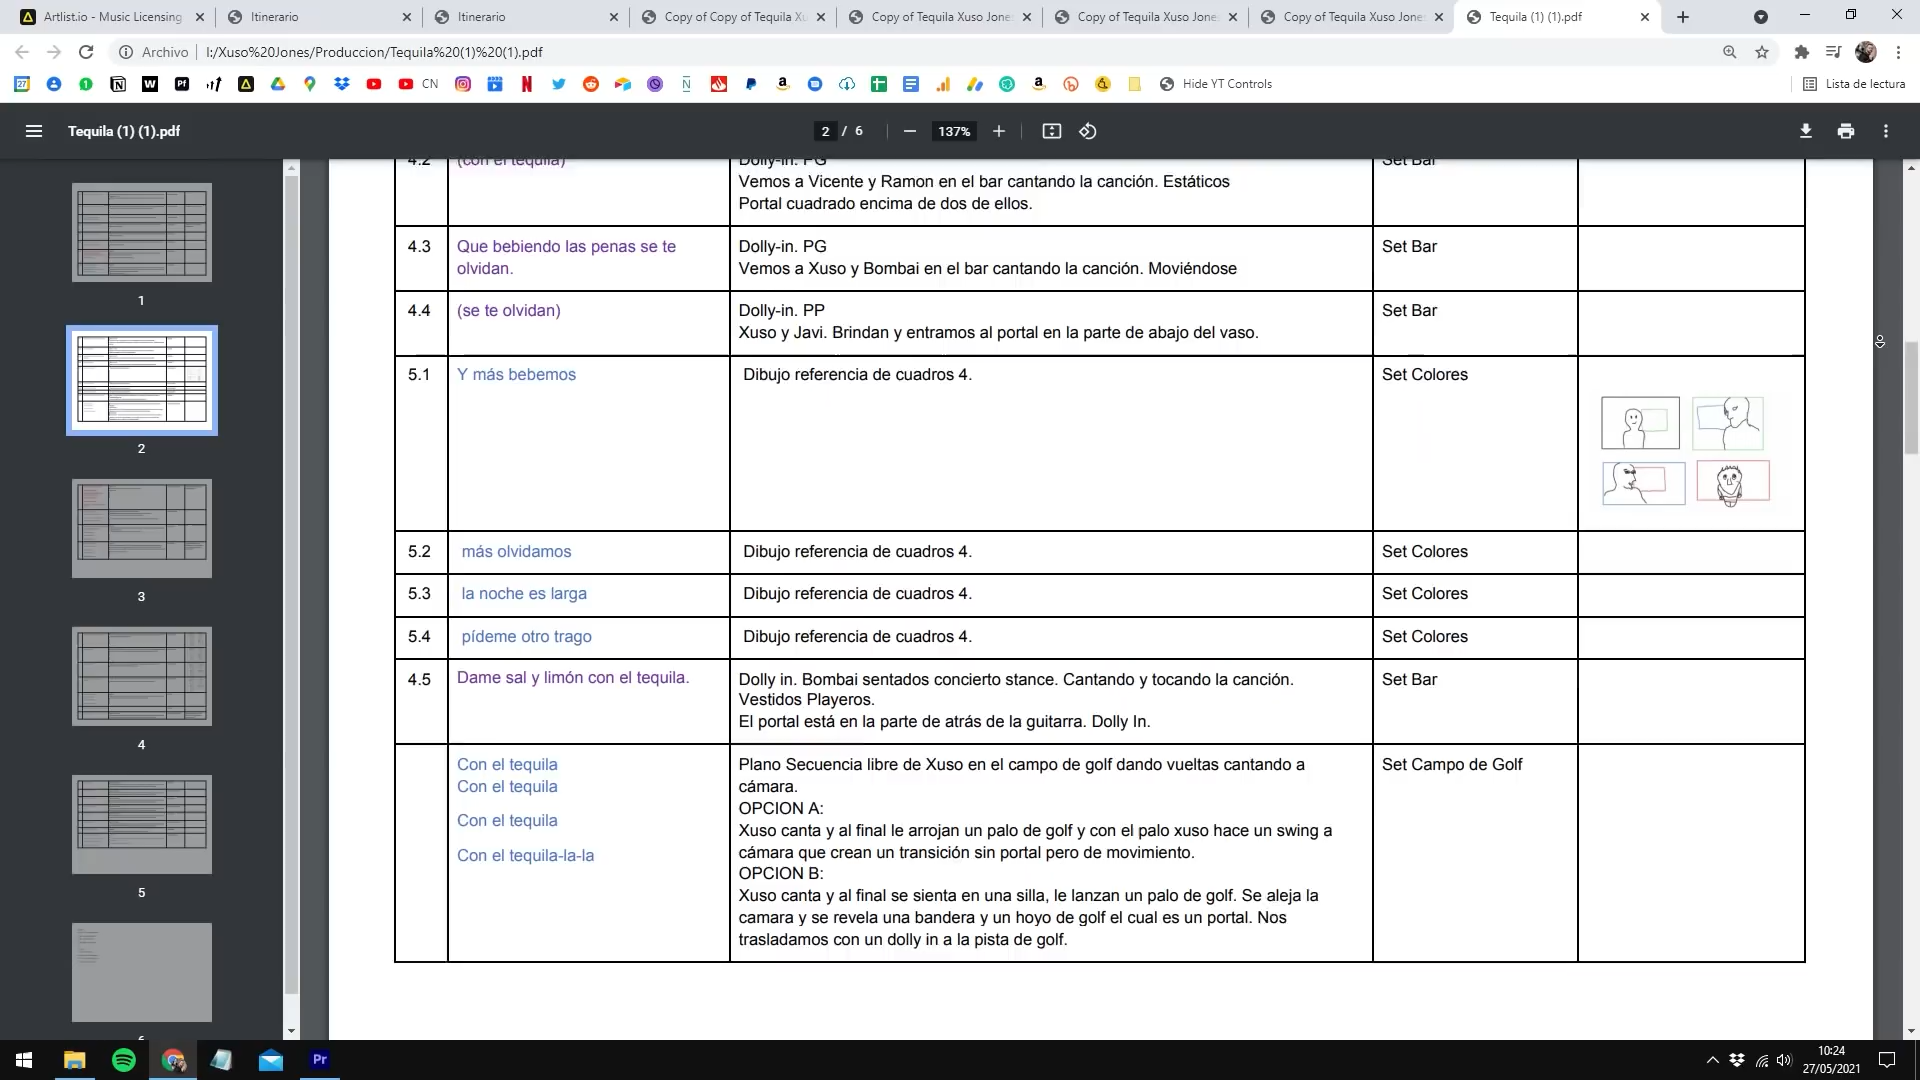 Artlist.io - Music Licensing
Itinerario
Itinerario
Copy of Copy of Tequila Xu
Copy of Tequila Xuso Jone
Copy of Tequila Xuso Jone
Copy of Tequila Xuso Jone
Tequila (1) (1).pdf
Archivo
I:/Xuso%20Jones/Produccion/Tequila%20(1)%20(1).pdf
CN
Hide YT Controls
Lista de lectura
Tequila (1) (1).pdf
2 / 6
137%
4.2
(con el tequila)
Dolly-in. PG
Vemos a Vicente y Ramon en el bar cantando la canción. Estáticos
Portal cuadrado encima de dos de ellos.
Set Bar
4.3
Que bebiendo las penas se te
olvidan.
Dolly-in. PG
Vemos a Xuso y Bombai en el bar cantando la canción. Moviéndose
Set Bar
4.4
(se te olvidan)
Dolly-in. PP
Xuso y Javi. Brindan y entramos al portal en la parte de abajo del vaso.
Set Bar
5.1
Y más bebemos
Dibujo referencia de cuadros 4.
Set Colores
5.2
más olvidamos
Dibujo referencia de cuadros 4.
Set Colores
5.3
la noche es larga
Dibujo referencia de cuadros 4.
Set Colores
5.4
pídeme otro trago
Dibujo referencia de cuadros 4.
Set Colores
4.5
Dame sal y limón con el tequila.
Dolly in. Bombai sentados concierto stance. Cantando y tocando la canción.
Vestidos Playeros.
El portal está en la parte de atrás de la guitarra. Dolly In.
Set Bar
Con el tequila
Con el tequila
Con el tequila
Con el tequila-la-la
Plano Secuencia libre de Xuso en el campo de golf dando vueltas cantando a
cámara.
OPCION A:
Xuso canta y al final le arrojan un palo de golf y con el palo xuso hace un swing a
cámara que crean un transición sin portal pero de movimiento.
OPCION B:
Xuso canta y al final se sienta en una silla, le lanzan un palo de golf. Se aleja la
camara y se revela una bandera y un hoyo de golf el cual es un portal. Nos
trasladamos con un dolly in a la pista de golf.
Set Campo de Golf
1
2
3
4
5
Pr
10:24
27/05/2021